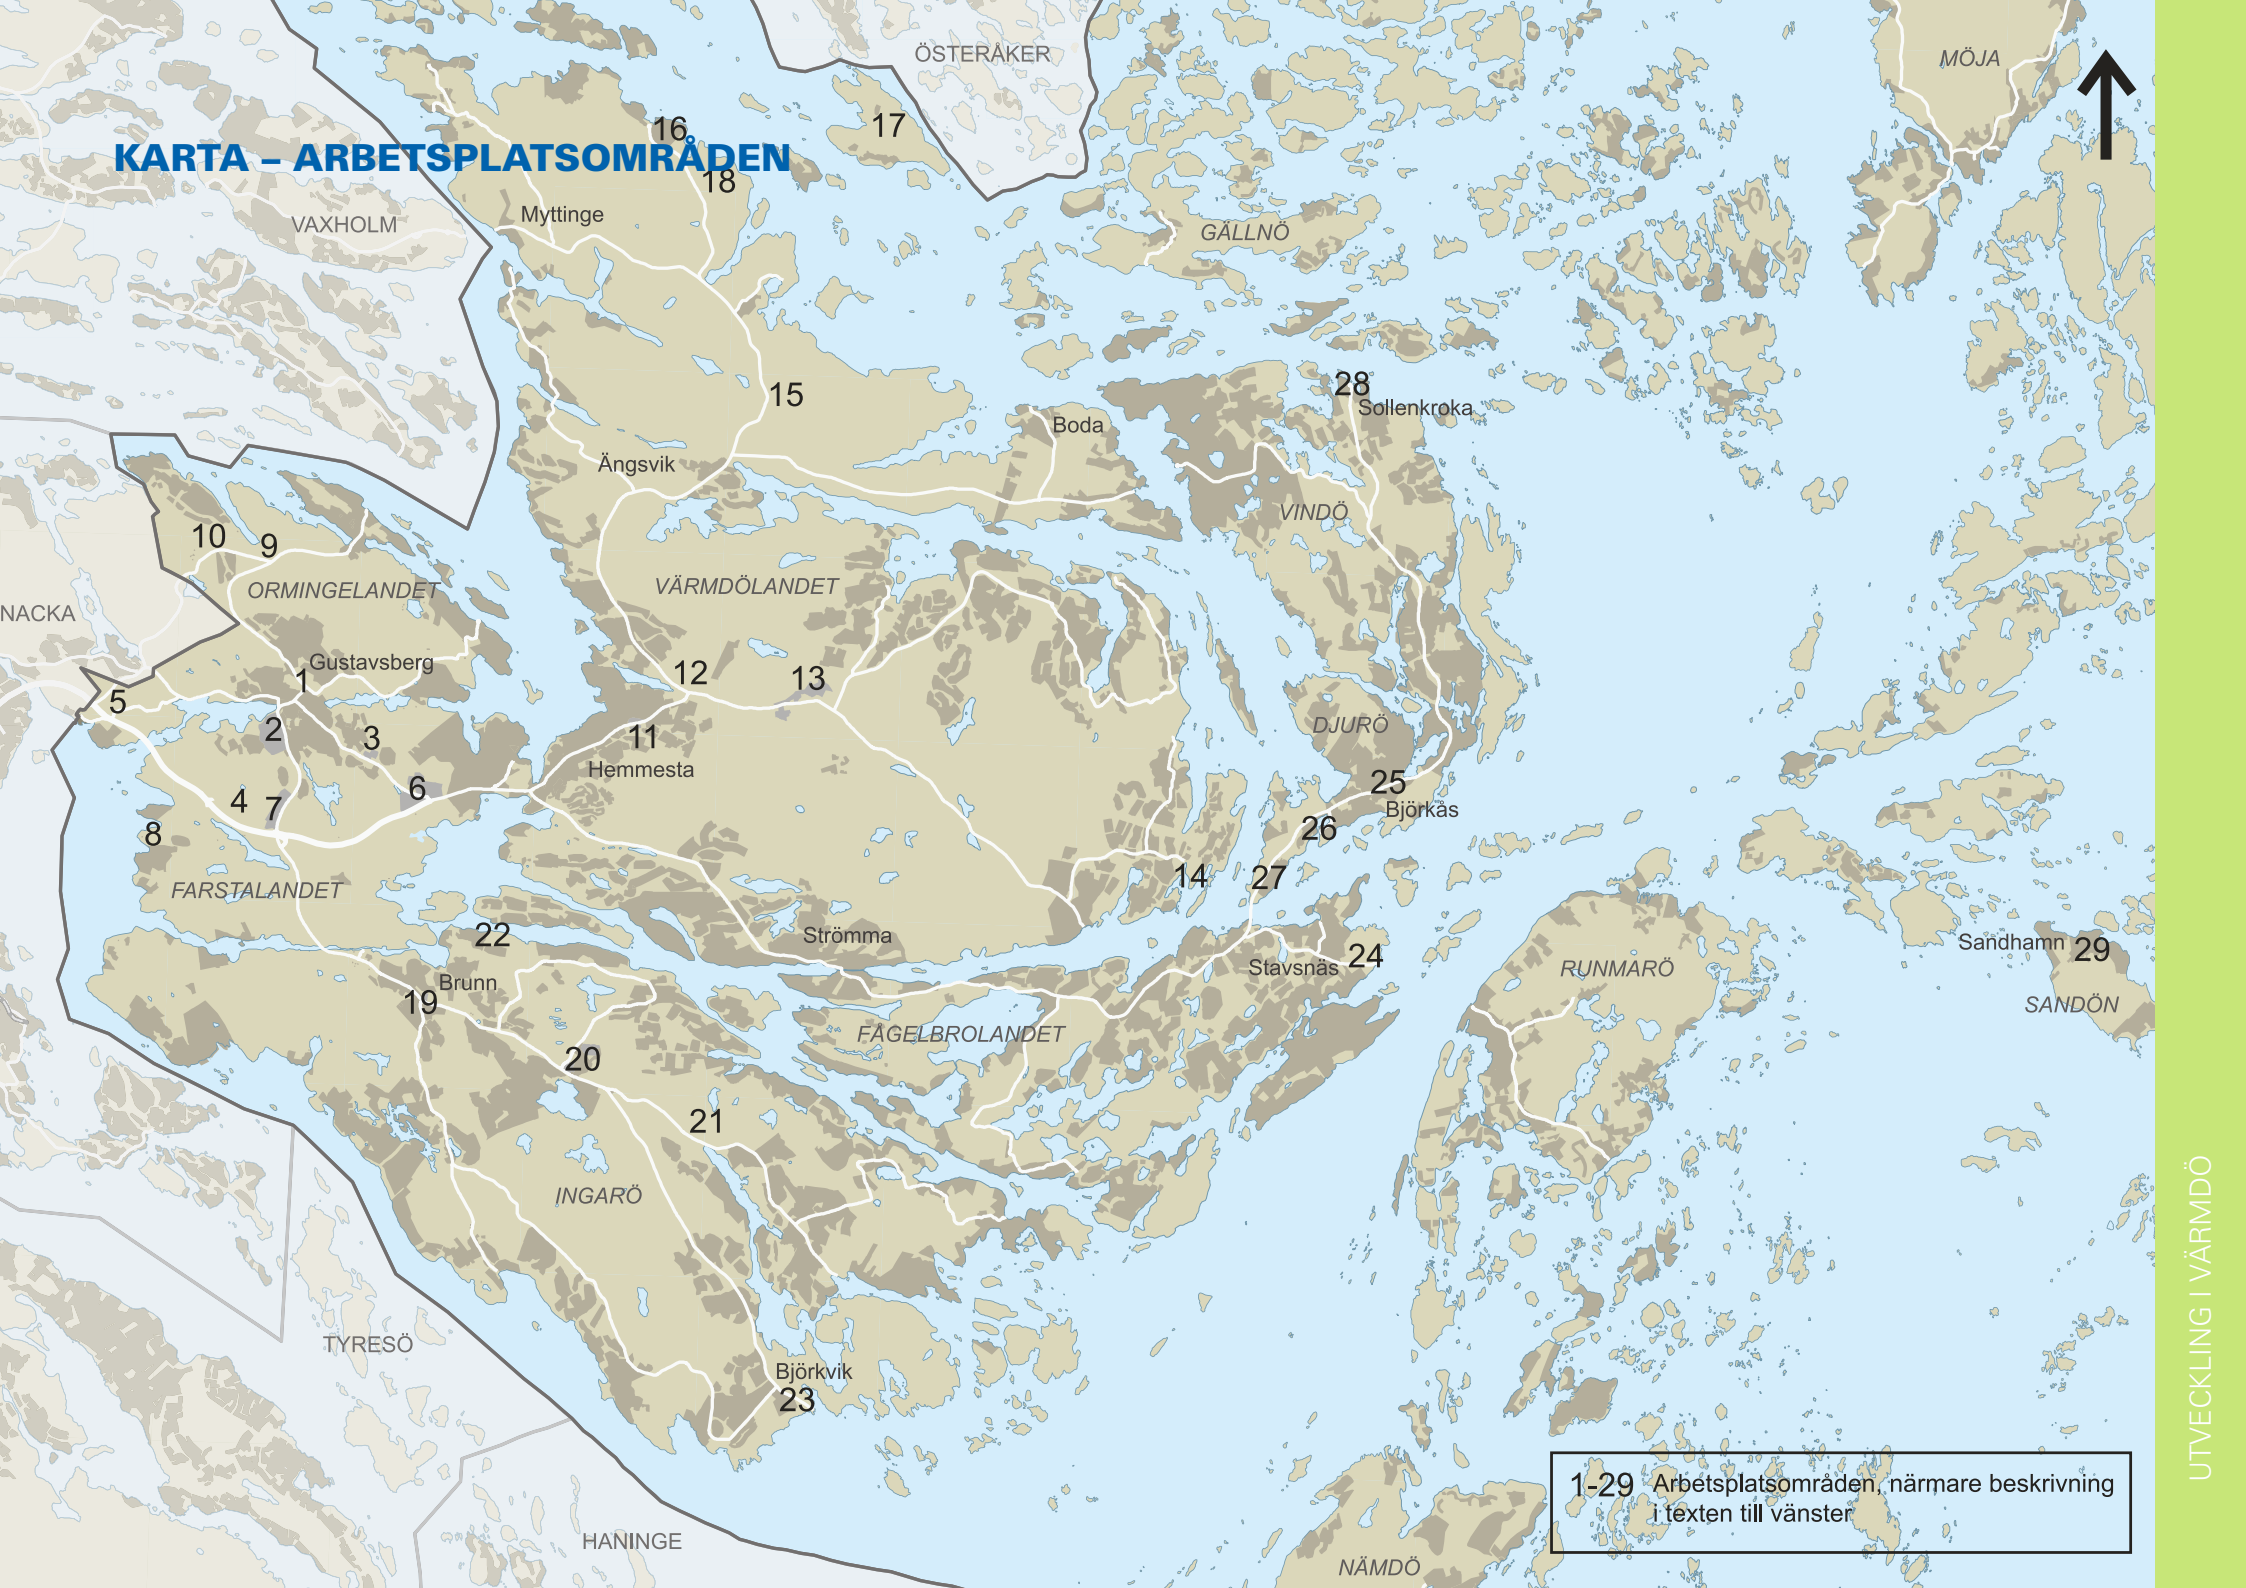 ÖSTERÅKER
MÖJA
16
17
KARTA – ARBETSPLATSOMRÅDEN
18
VAXHOLM
Myttinge
GÄLLNÖ
15
28
Sollenkroka
Boda
Ängsvik
VINDÖ
10
9
ORMINGELANDET
VÄRMDÖLANDET
NACKA
Gustavsberg
1
12
13
5
2
3
11
DJURÖ
Hemmesta
6
25
Björkås
4
7
8
26
14
27
FARSTALANDET
22
Strömma
Stavsnäs
24
RUNMARÖ
Sandhamn
29
SANDÖN
Brunn
19
FÅGELBROLANDET
20
21
INGARÖ
TYRESÖ
Björkvik
23
HANINGE
NÄMDÖ
1-29 Arbetsplatsområden, närmare beskrivning
i texten till vänster
UTVECKLING I VÄRMDÖ